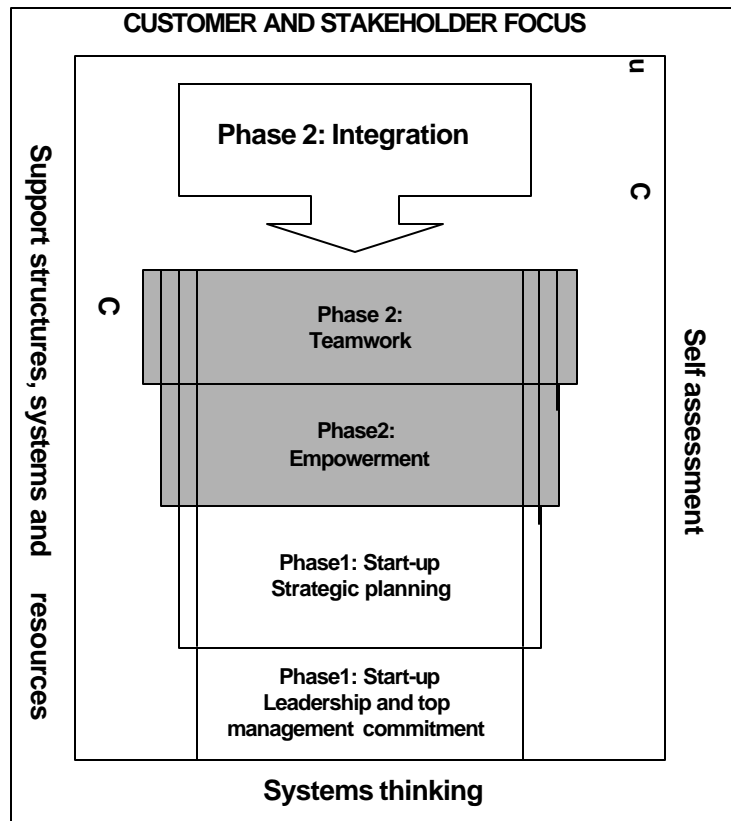 CUSTOMER AND STAKEHOLDER FOCUS
u
Phase 2: Integration
C
C
Phase 2:
Teamwork
Phase2:
Empowerment
Phase1: Start-up
Strategic planning
Phase1: Start-up
Leadership and top
management commitment
Support structures, systems and resources
Self assessment
Systems thinking